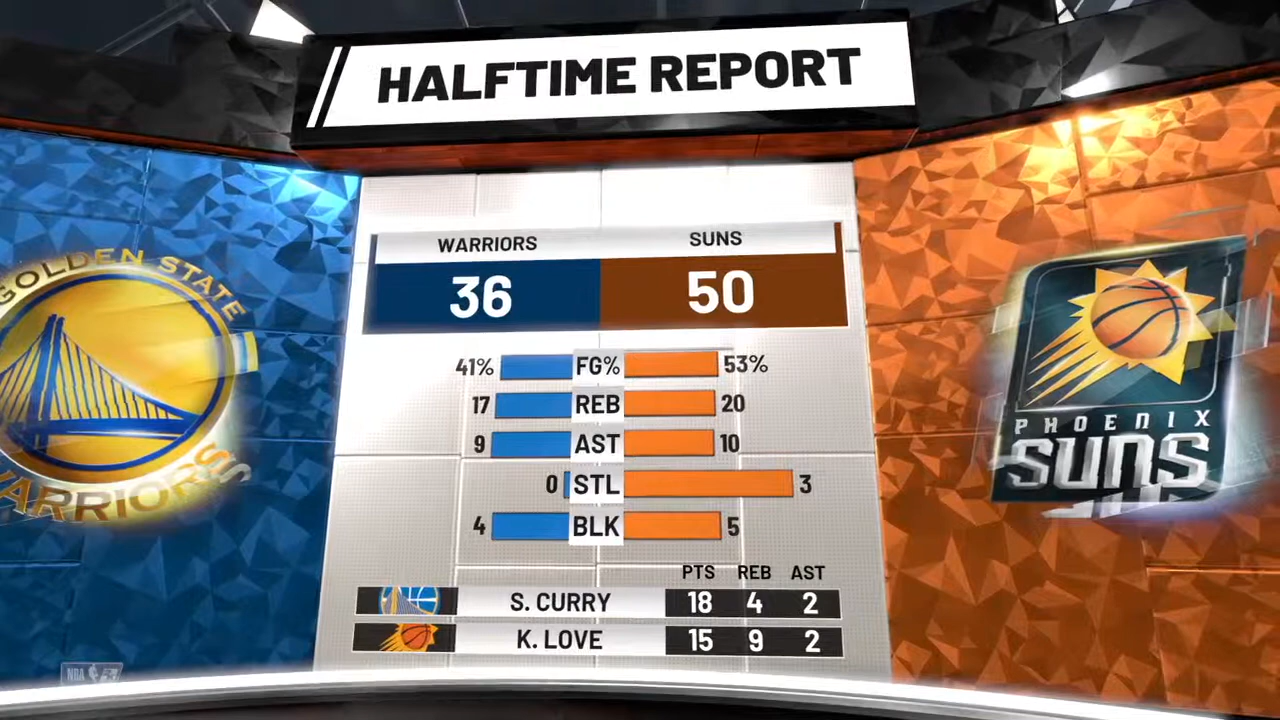 HALFTIME REPORT
WARRIORS SUNS
36 50
41% FG% 53%
17 REB 20
9 AST 10
0 STL 3
4 BLK 5
PTS REB AST
S. CURRY 18 4 2
K. LOVE 15 9 2
GOLDEN STATE
WARRIORS
PHOENIX
SUNS
NBA